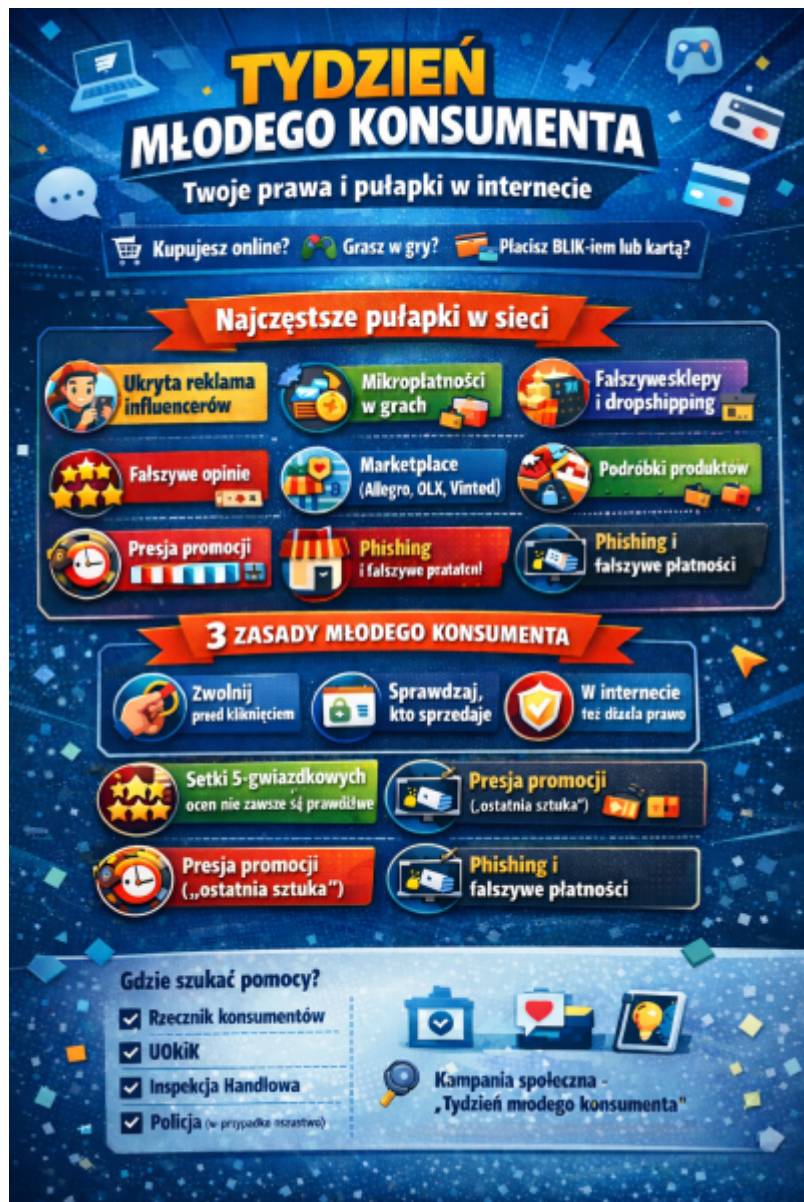 TYDZIEŃ
MŁODEGO KONSUMENTA
Twoje prawa i pułapki w internecie
Kupujesz online? Grasz w gry? Płacisz BLIK-iem lub kartą?
Najczęstsze pułapki w sieci
Ukryta reklama
influencerów
Mikropłatności
w grach
Fałszywesklepy
i dropshipping
Fałszywe opinie
Marketplace
(Allegro, OLX, Vinted)
Podróbki produktów
Presja promocji
Phishing
i fałszywe
Phishing i
fałszywe płatności
3 ZASADY MŁODEGO KONSUMENTA
Zwolnij
przed kliknięciem
Sprawdzaj,
kto sprzedaje
W internecie
też prawo
Setki 5-gwiazdkowych
ocen nie zawsze są
Presja promocji
(„ostatnia sztuka")
Presja promocji
(„ostatnia sztuka")
Phishing i
fałszywe płatności
Gdzie szukać pomocy?
Rzecznik konsumentów
UOKiK
Inspekcja Handlowa
Policja (w przypadku
Kampania społeczna -
„Tydzień młodego konsumenta"